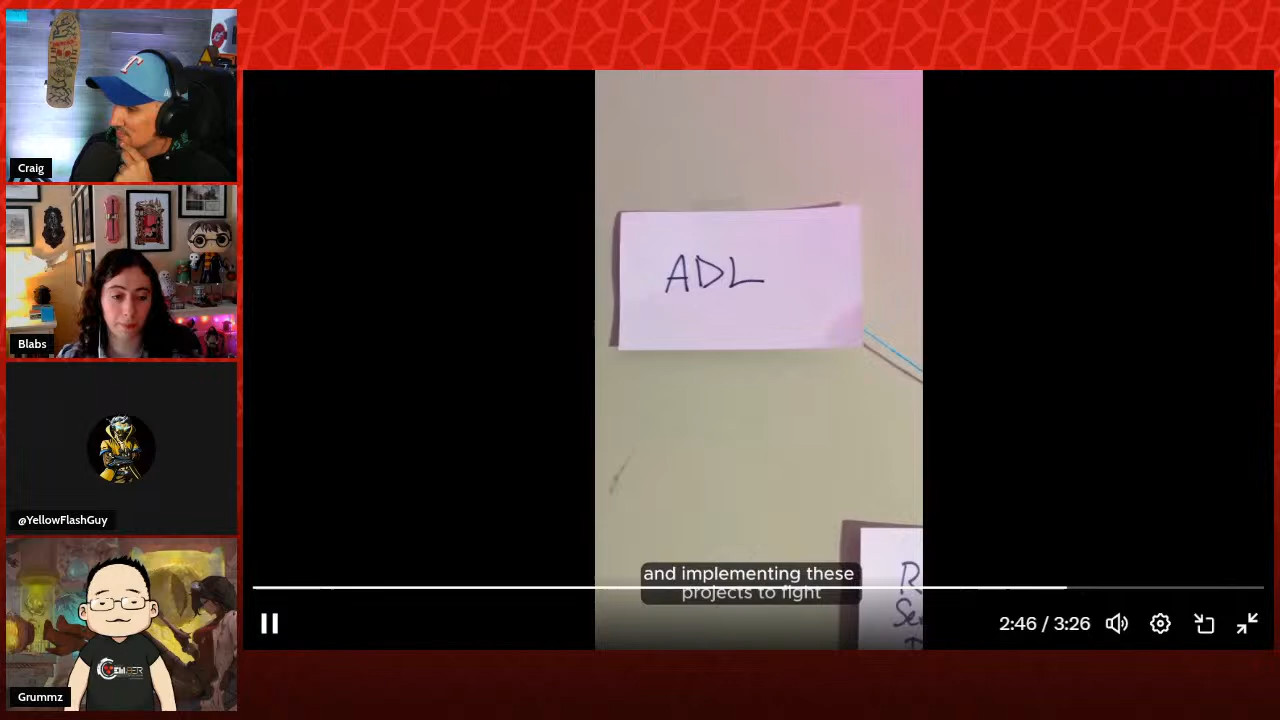 Craig
Blabs
@YellowFlashGuy
Grummz
ADL
and implementing these
projects to fight
2:46 / 3:26